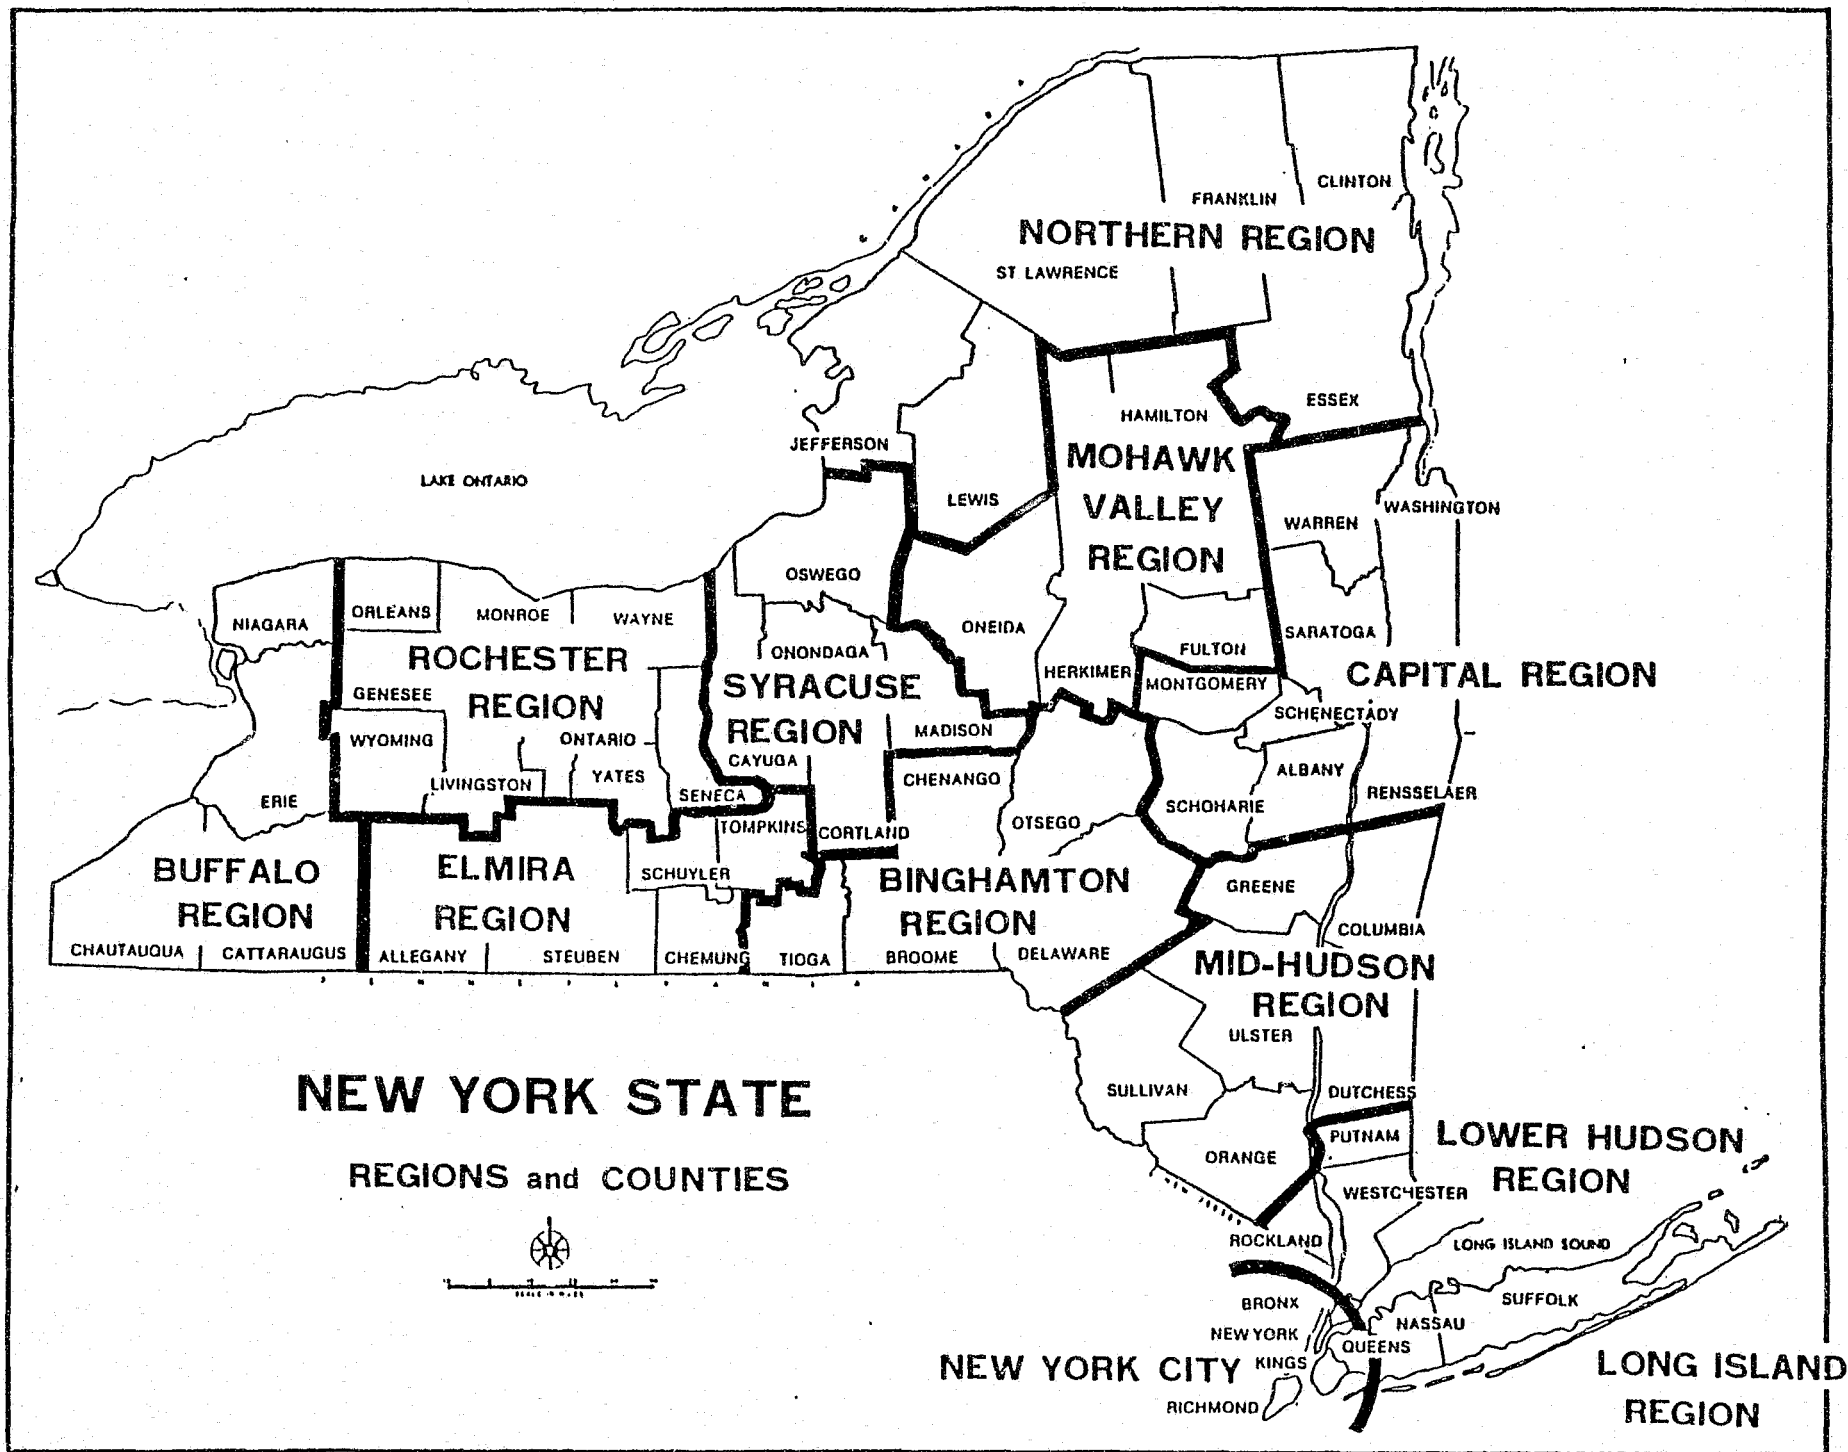 CLINTON
FRANKLIN
NORTHERN REGION
ST LAWRENCE
ESSEX
HAMILTON
JEFFERSON
MOHAWK
VALLEY
REGION
LAKE ONTARIO
LEWIS
WASHINGTON
WARREN
OSWEGO
ORLEANS
MONROE
WAYNE
NIAGARA
ONEIDA
SARATOGA
FULTON
ONONDAGA
ROCHESTER
REGION
HERKIMER
MONTGOMERY
CAPITAL REGION
GENESEE
SYRACUSE
REGION
SCHENECTADY
MADISON
WYOMING
ONTARIO
CAYUGA
ALBANY
CHENANGO
YATES
LIVINGSTON
SENECA
RENSSELAER
ERIE
SCHOHARIE
OTSEGO
TOMPKINS
CORTLAND
BUFFALO
REGION
ELMIRA
REGION
SCHUYLER
BINGHAMTON
REGION
GREENE
COLUMBIA
CHAUTAUQUA
CATTARAUGUS
ALLEGANY
STEUBEN
CHEMUNG
TIOGA
BROOME
DELAWARE
MID-HUDSON
REGION
ULSTER
NEW YORK STATE
SULLIVAN
DUTCHESS
PUTNAM
LOWER HUDSON
REGION
ORANGE
REGIONS and COUNTIES
WESTCHESTER
ROCKLAND
LONG ISLAND SOUND
BRONX
SUFFOLK
NASSAU
NEW YORK
QUEENS
NEW YORK CITY
KINGS
LONG ISLAND
REGION
RICHMOND